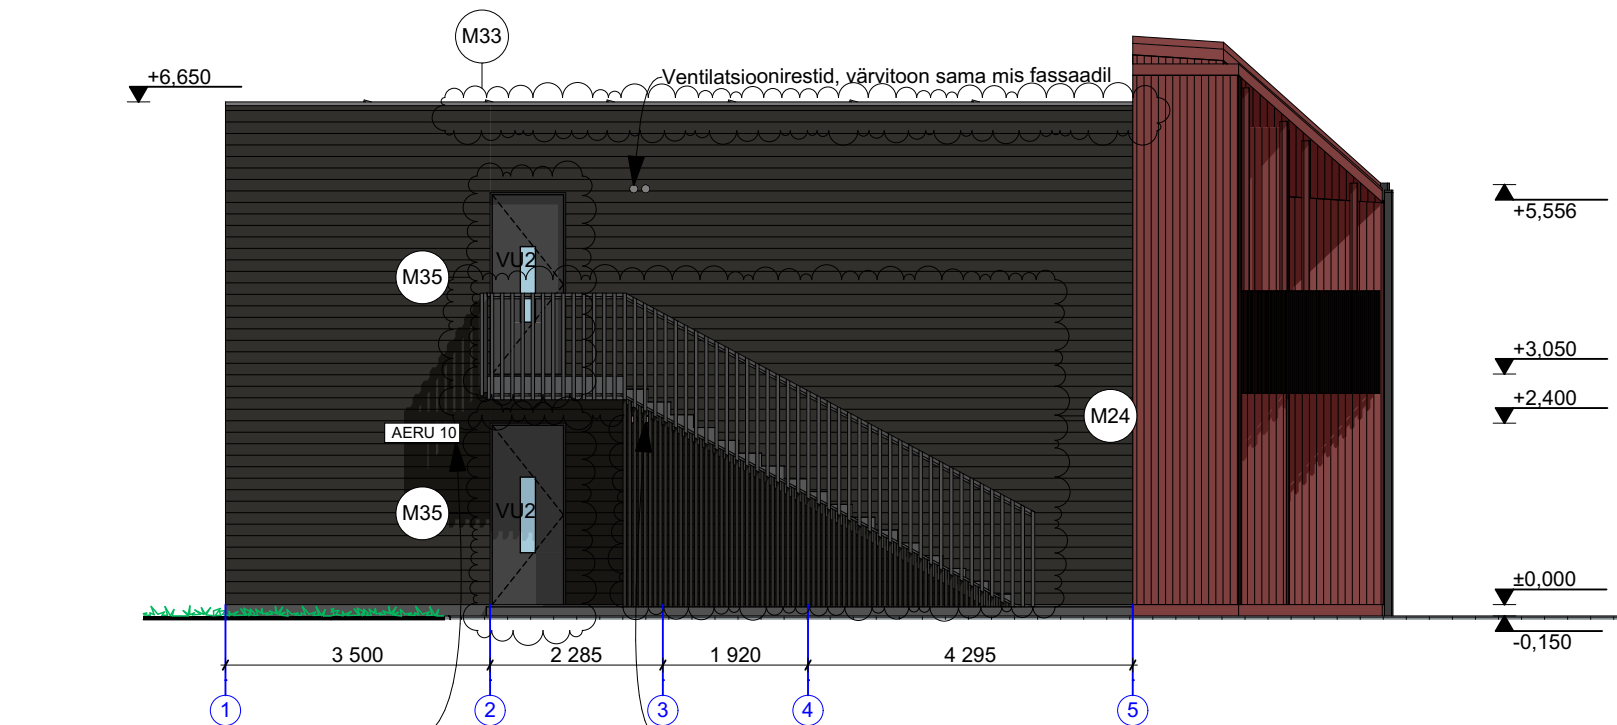 M33
+6,650
Ventilatsioonirestid, värvitoon sama mis fassaadil
+5,556
VU2
M35
+3,050
+2,400
M24
AERU 10
M35
VU2
±0,000
-0,150
3 500
2 285
1 920
4 295
1
2
3
4
5